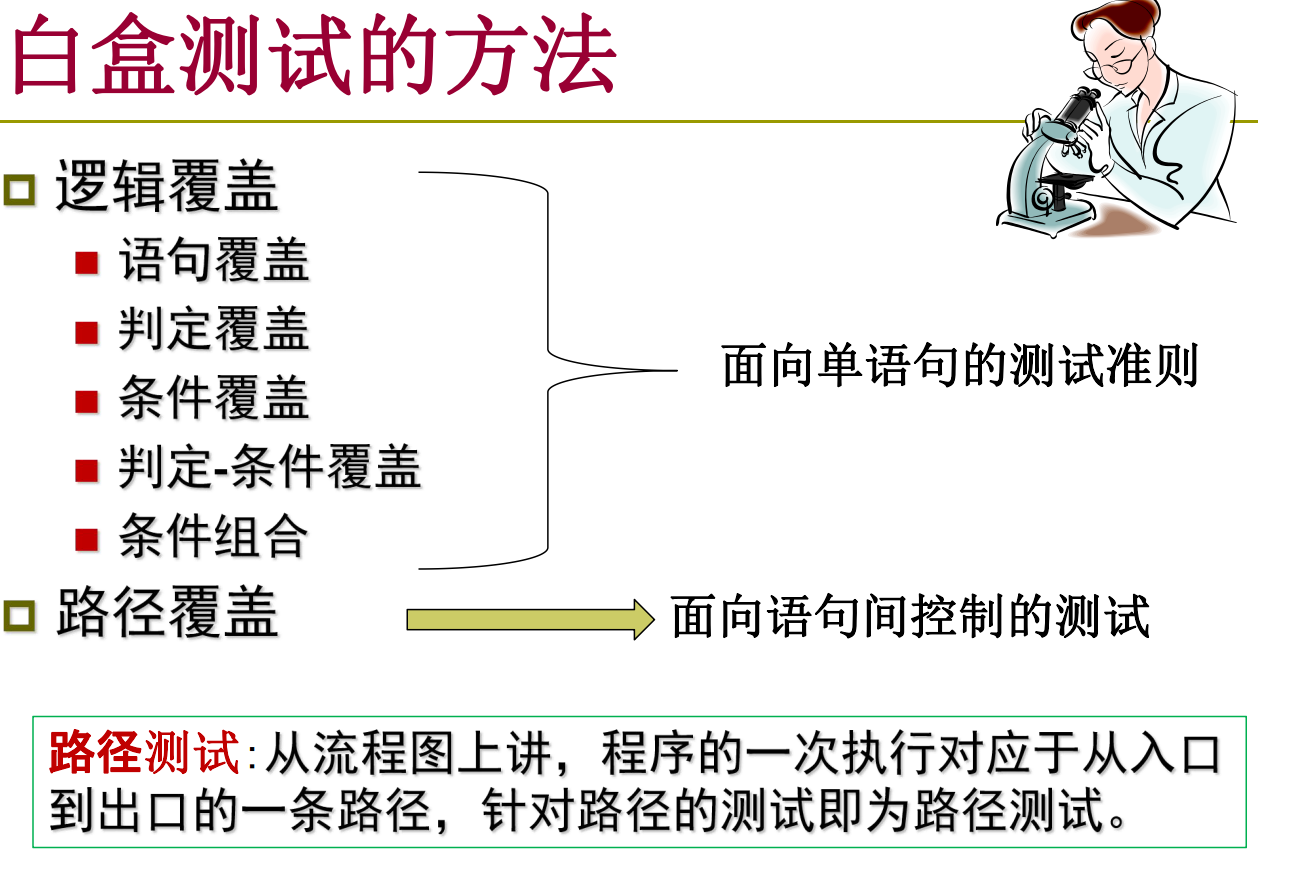 白盒测试的方法
逻辑覆盖
语句覆盖
判定覆盖
条件覆盖
判定-条件覆盖
条件组合
面向单语句的测试准则
路径覆盖
面向语句间控制的测试
路径测试:从流程图上讲，程序的一次执行对应于从入口
到出口的一条路径，针对路径的测试即为路径测试。